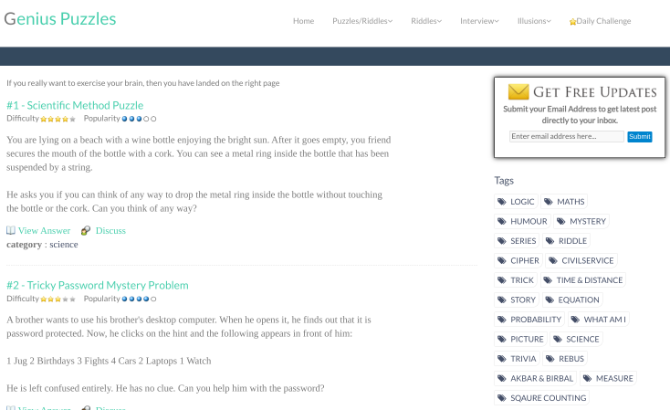 Genius Puzzles
Home Puzzles/Riddles Riddles Interview Illusions Daily Challenge
If you really want to exercise your brain, then you have landed on the right page
#1 - Scientific Method Puzzle
Difficulty Popularity
You are lying on a beach with a wine bottle enjoying the bright sun. After it goes empty, you friend
secures the mouth of the bottle with a cork. You can see a metal ring inside the bottle that has been
suspended by a string.
He asks you if you can think of any way to drop the metal ring inside the bottle without touching
the bottle or the cork. Can you think of any way?
View Answer Discuss
category : science
#2 - Tricky Password Mystery Problem
Difficulty Popularity
A brother wants to use his brother's desktop computer. When he opens it, he finds out that it is
password protected. Now, he clicks on the hint and the following appears in front of him:
1 Jug 2 Birthdays 3 Fights 4 Cars 2 Laptops 1 Watch
He is left confused entirely. He has no clue. Can you help him with the password?
View Answer Discuss
Get Free Updates
Submit your Email Address to get latest post
directly to your inbox.
Enter email address here... Submit
Tags
LOGIC MATHS
HUMOUR MYSTERY
SERIES RIDDLE
CIPHER CIVILSERVICE
TRICK TIME & DISTANCE
STORY EQUATION
PROBABILITY WHAT AM I
PICTURE SCIENCE
TRIVIA REBUS
AKBAR & BIRBAL MEASURE
SQAURE COUNTING